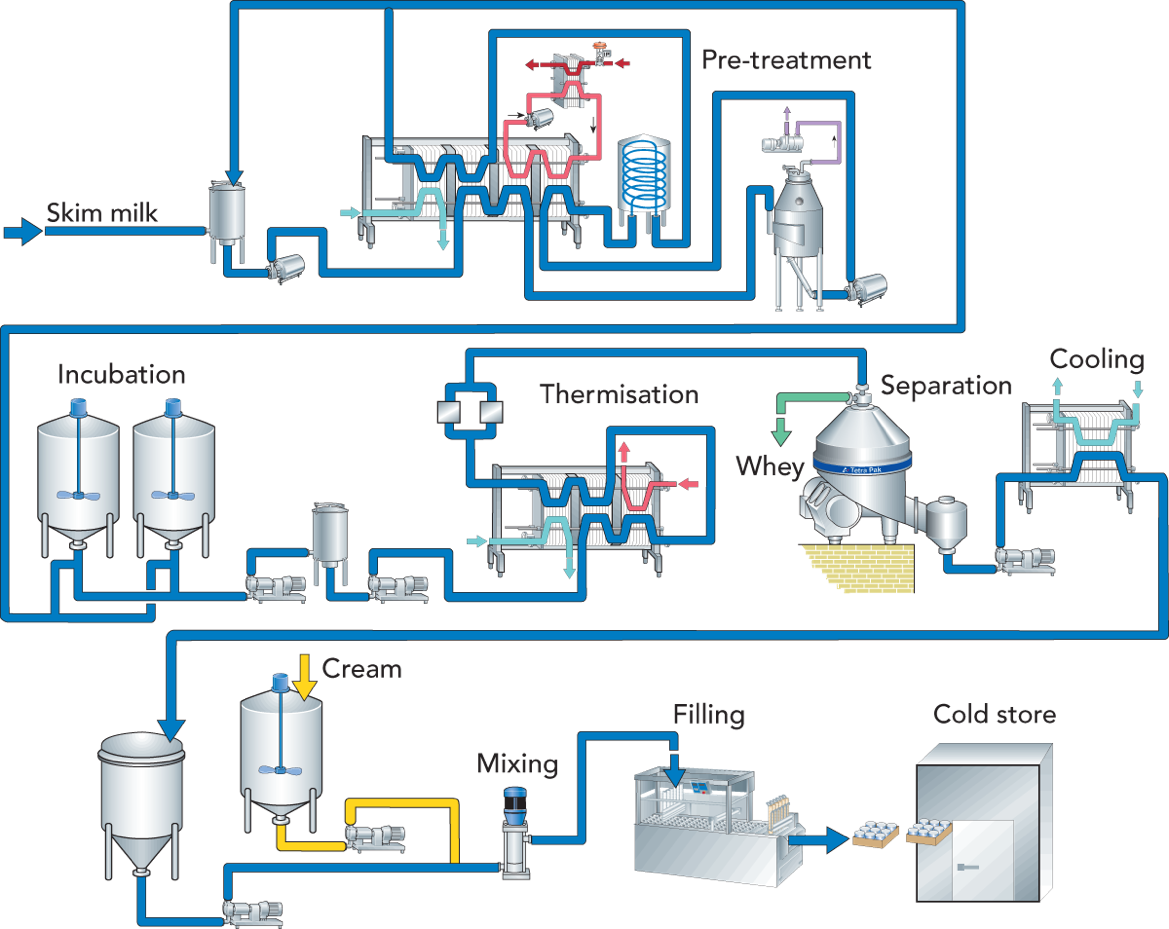 Pre-treatment
Skim milk
Incubation
Thermisation
Separation
Cooling
Whey
Tetra Pak
Cream
Mixing
Filling
Cold store